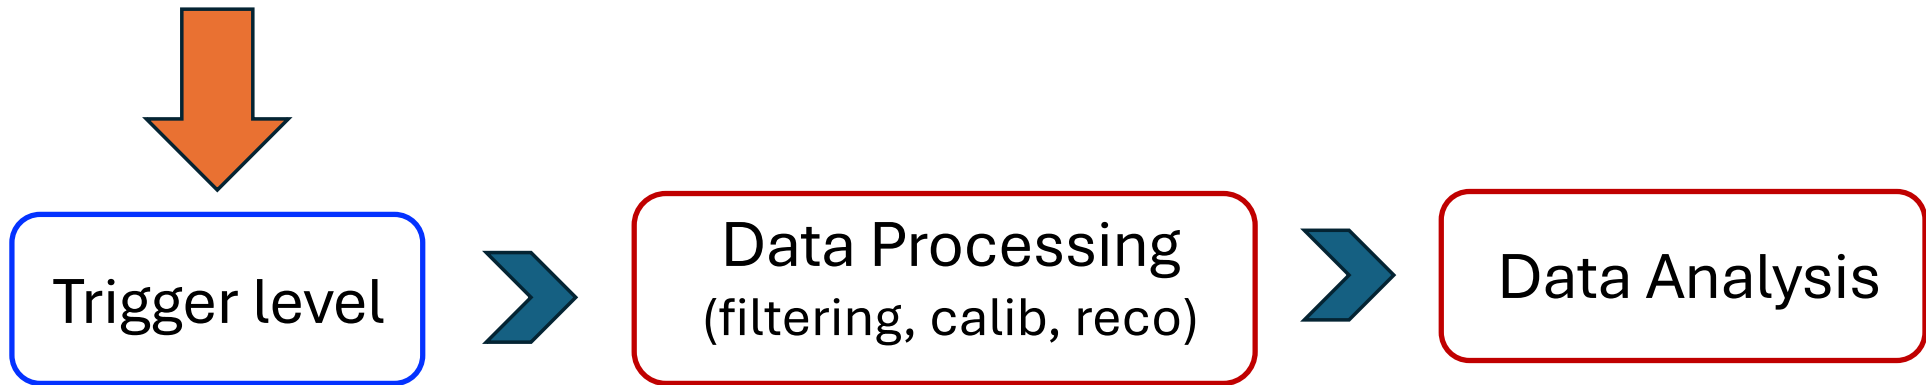 Trigger level
Data Processing
(filtering, calib, reco)
Data Analysis